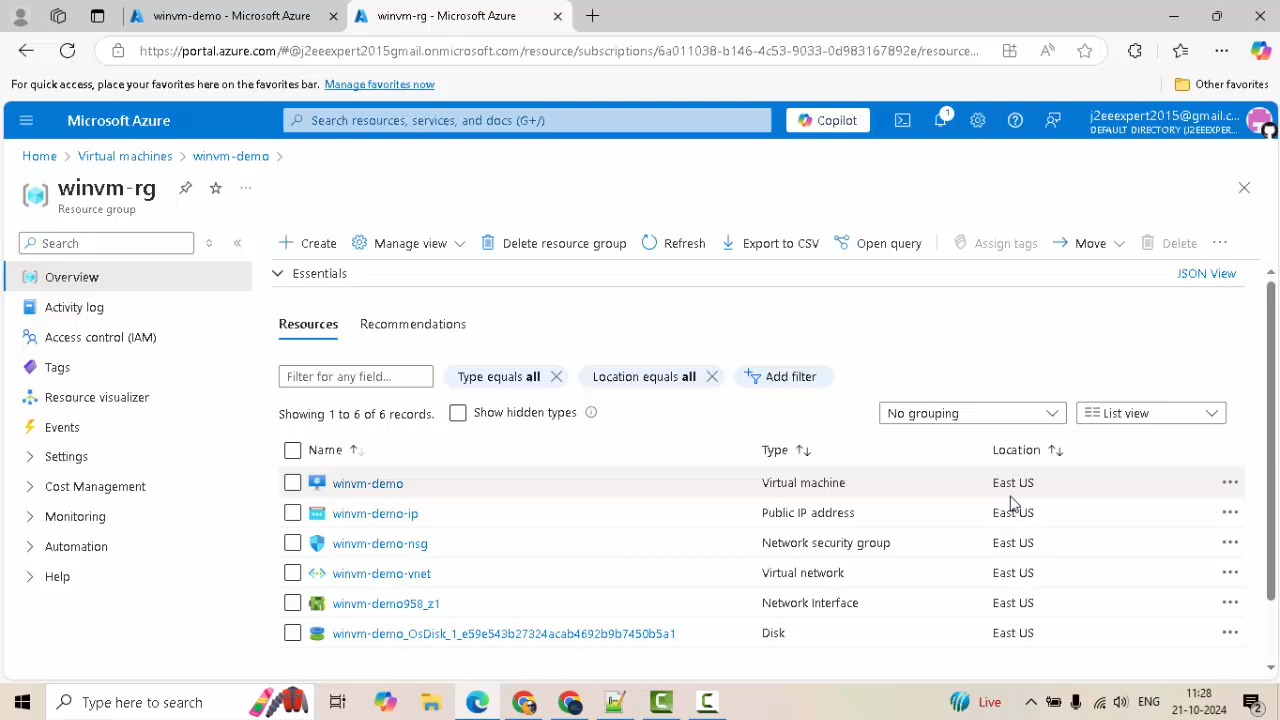 winvm-demo - Microsoft Azure
winvm-rg - Microsoft Azure
https://portal.azure.com/#@j2eeexpert2015gmail.onmicrosoft.com/resource/subscriptions/6a011038-b146-4c53-9033-0d983167892e/resource...
For quick access, place your favorites here on the favorites bar. Manage favorites now
Other favorites
Microsoft Azure
Search resources, services, and docs (G+/)
Copilot
1
j2eeexpert2015@gmail.c...
DEFAULT DIRECTORY (J2EEEXPER...
Home > Virtual machines > winvm-demo >
winvm-rg
Resource group
Search
Create
Manage view
Delete resource group
Refresh
Export to CSV
Open query
Assign tags
Move
Delete
Overview
Activity log
Access control (IAM)
Tags
Resource visualizer
Events
Settings
Cost Management
Monitoring
Automation
Help
Essentials
JSON View
Resources
Recommendations
Filter for any field...
Type equals all
Location equals all
Add filter
Showing 1 to 6 of 6 records.
Show hidden types
No grouping
List view
Name Type Location
winvm-demo Virtual machine East US
winvm-demo-ip Public IP address East US
winvm-demo-nsg Network security group East US
winvm-demo-vnet Virtual network East US
winvm-demo958_z1 Network Interface East US
winvm-demo_OsDisk_1_e59e543b27324acab4692b9b7450b5a1 Disk East US
Type here to search
Live
ENG
11:28
21-10-2024
2